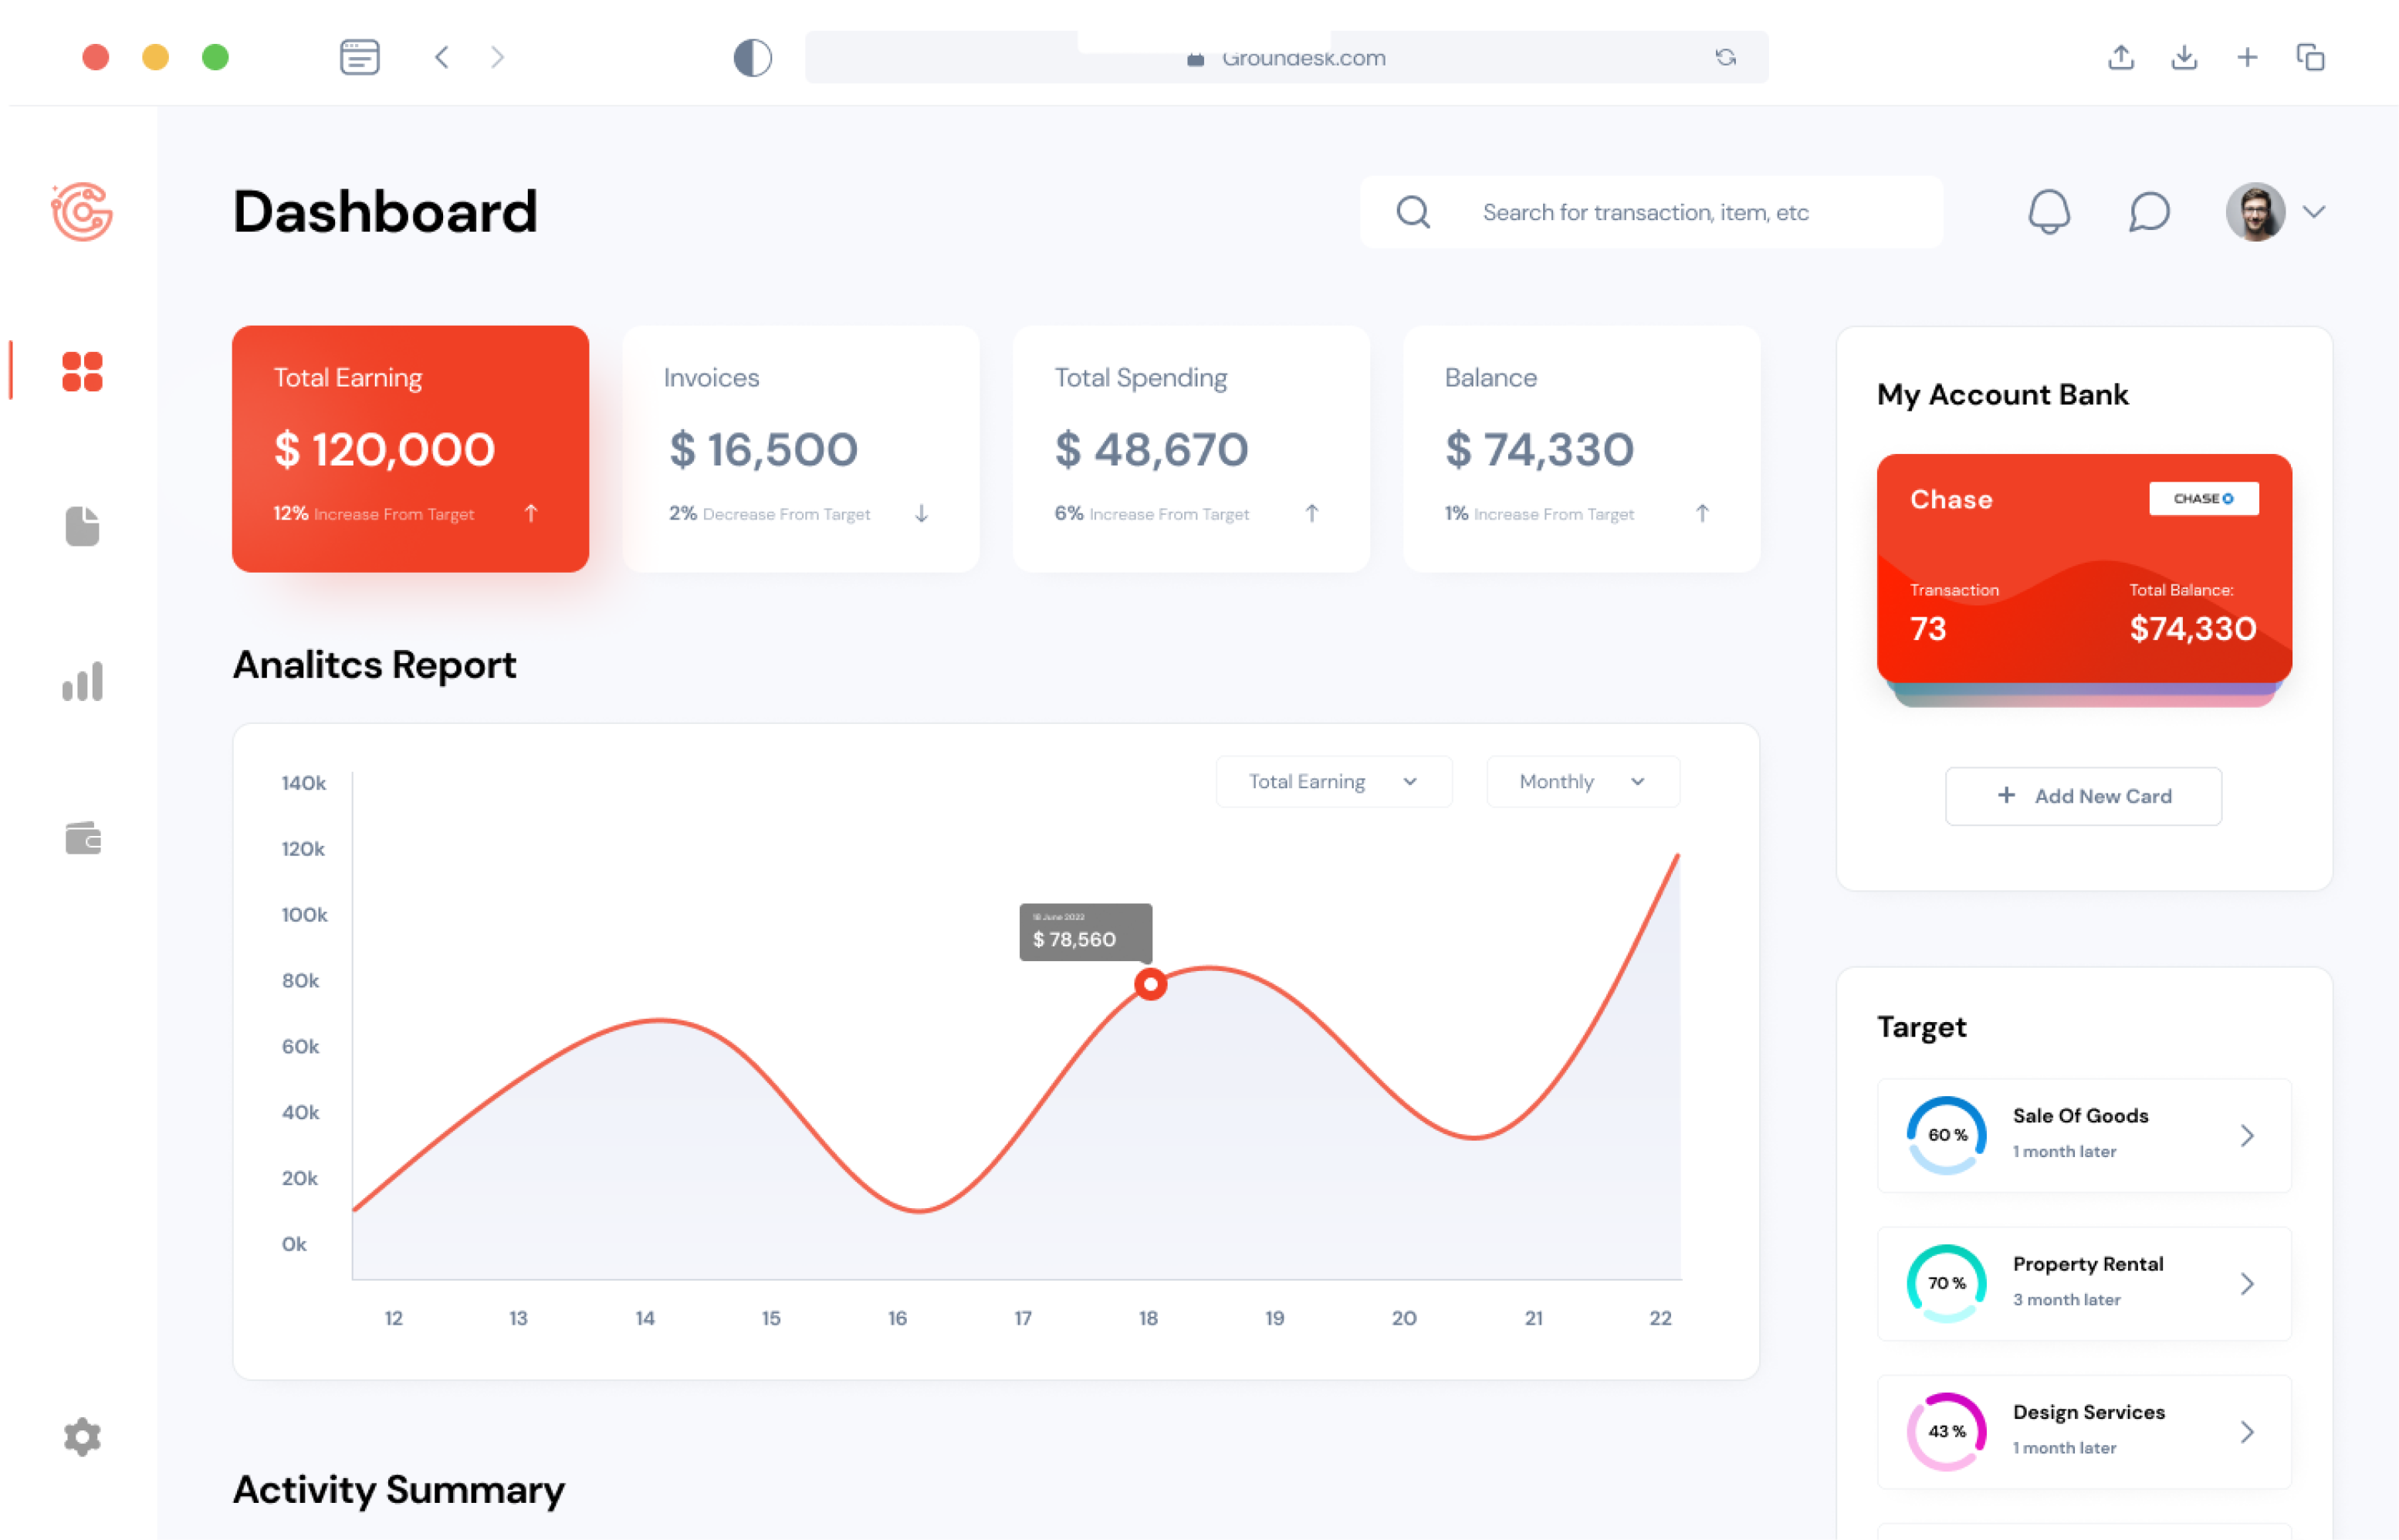 Groundesk.com
Dashboard
Search for transaction, item, etc
Total Earning
$ 120,000
12% Increase From Target
Invoices
$ 16,500
2% Decrease From Target
Total Spending
$ 48,670
6% Increase From Target
Balance
$ 74,330
1% Increase From Target
My Account Bank
Chase
CHASE
Transaction
73
Total Balance:
$74,330
Add New Card
Analitcs Report
Total Earning
Monthly
140k
120k
100k
80k
60k
40k
20k
0k
18 June 2022
$ 78,560
12 13 14 15 16 17 18 19 20 21 22
Target
60 %
Sale Of Goods
1 month later
70 %
Property Rental
3 month later
43 %
Design Services
1 month later
Activity Summary